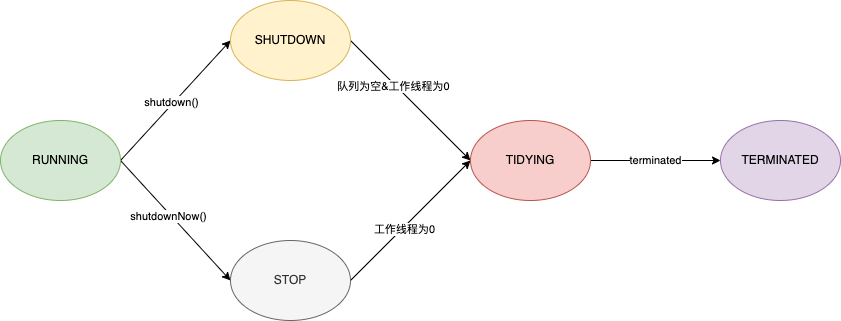 SHUTDOWN
队列为空&工作线程为0
shutdown()
RUNNING
TIDYING
terminated
TERMINATED
shutdownNow()
工作线程为0
STOP